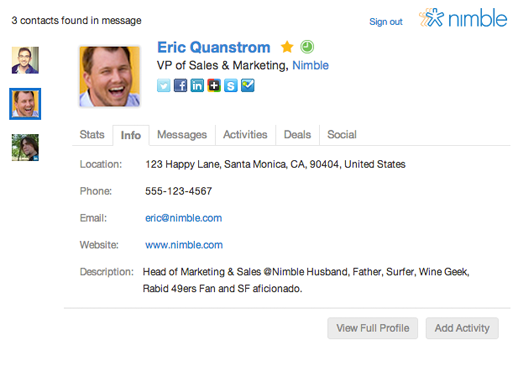 3 contacts found in message
Sign out
nimble
Eric Quanstrom
VP of Sales & Marketing, Nimble
Stats Info Messages Activities Deals Social
Location: 123 Happy Lane, Santa Monica, CA, 90404, United States
Phone: 555-123-4567
Email: eric@nimble.com
Website: www.nimble.com
Description: Head of Marketing & Sales @Nimble Husband, Father, Surfer, Wine Geek,
Rabid 49ers Fan and SF aficionado.
View Full Profile Add Activity